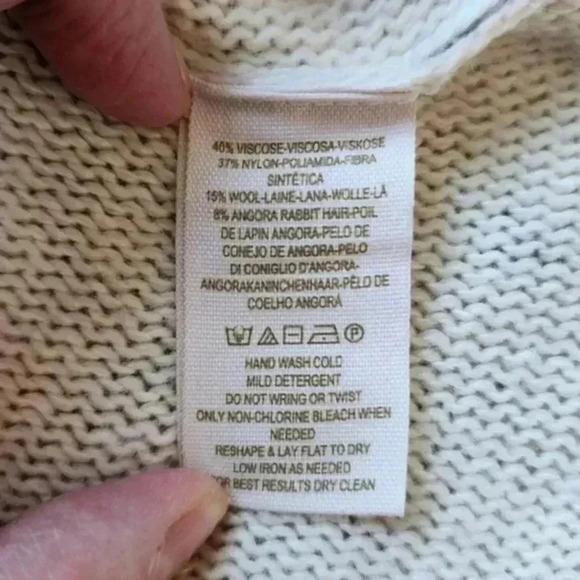 40% VISCOSE-VISCOSA-VISKOSE
37% NYLON-POLIAMIDA-FIBRA
SINTÉTICA
15% WOOL-LAINE-LANA-WOLLE-LÃ
8% ANGORA RABBIT HAIR-POIL
DE LAPIN ANGORA-PELO DE
CONEJO DE ANGORA-PELO
DI CONIGLIO D'ANGORA-
ANGORAKANINCHENHAAR-PÊLO DE
COELHO ANGORÁ
P
HAND WASH COLD
MILD DETERGENT
DO NOT WRING OR TWIST
ONLY NON-CHLORINE BLEACH WHEN
NEEDED
RESHAPE & LAY FLAT TO DRY
LOW IRON AS NEEDED
FOR BEST RESULTS DRY CLEAN